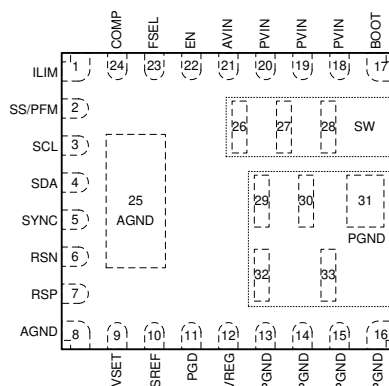 COMP FSEL EN AVIN PVIN PVIN PVIN BOOT
ILIM 1 24 23 22 21 20 19 18 17
SS/PFM 2 26 27 28 SW
SCL 3
SDA 4 25 29 30 31
SYNC 5 AGND
PGND
RSN 6 32 33
RSP 7
AGND 8 9 10 11 12 13 14 15 16
VSET SREF PGD VREG PGND PGND PGND GND